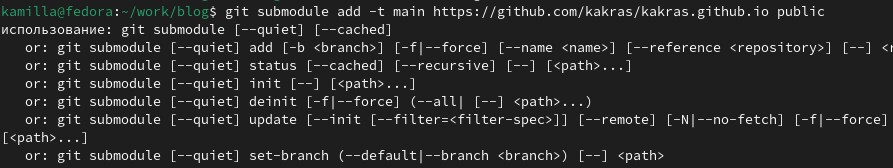 kamilla@fedora:~/work/blog$ git submodule add -t main https://github.com/kakras/kakras.github.io public
использование: git submodule [--quiet] [--cached]
or: git submodule [--quiet] add [-b <branch>] [-f|--force] [--name <name>] [--reference <repository>] [--] <r
or: git submodule [--quiet] status [--cached] [--recursive] [--] [<path>...]
or: git submodule [--quiet] init [--] [<path>...]
or: git submodule [--quiet] deinit [-f|--force] (--all| [--] <path>...)
or: git submodule [--quiet] update [--init [--filter=<filter-spec>]] [--remote] [-N|--no-fetch] [-f|--force]
[<path>...]
or: git submodule [--quiet] set-branch (--default|--branch <branch>) [--] <path>